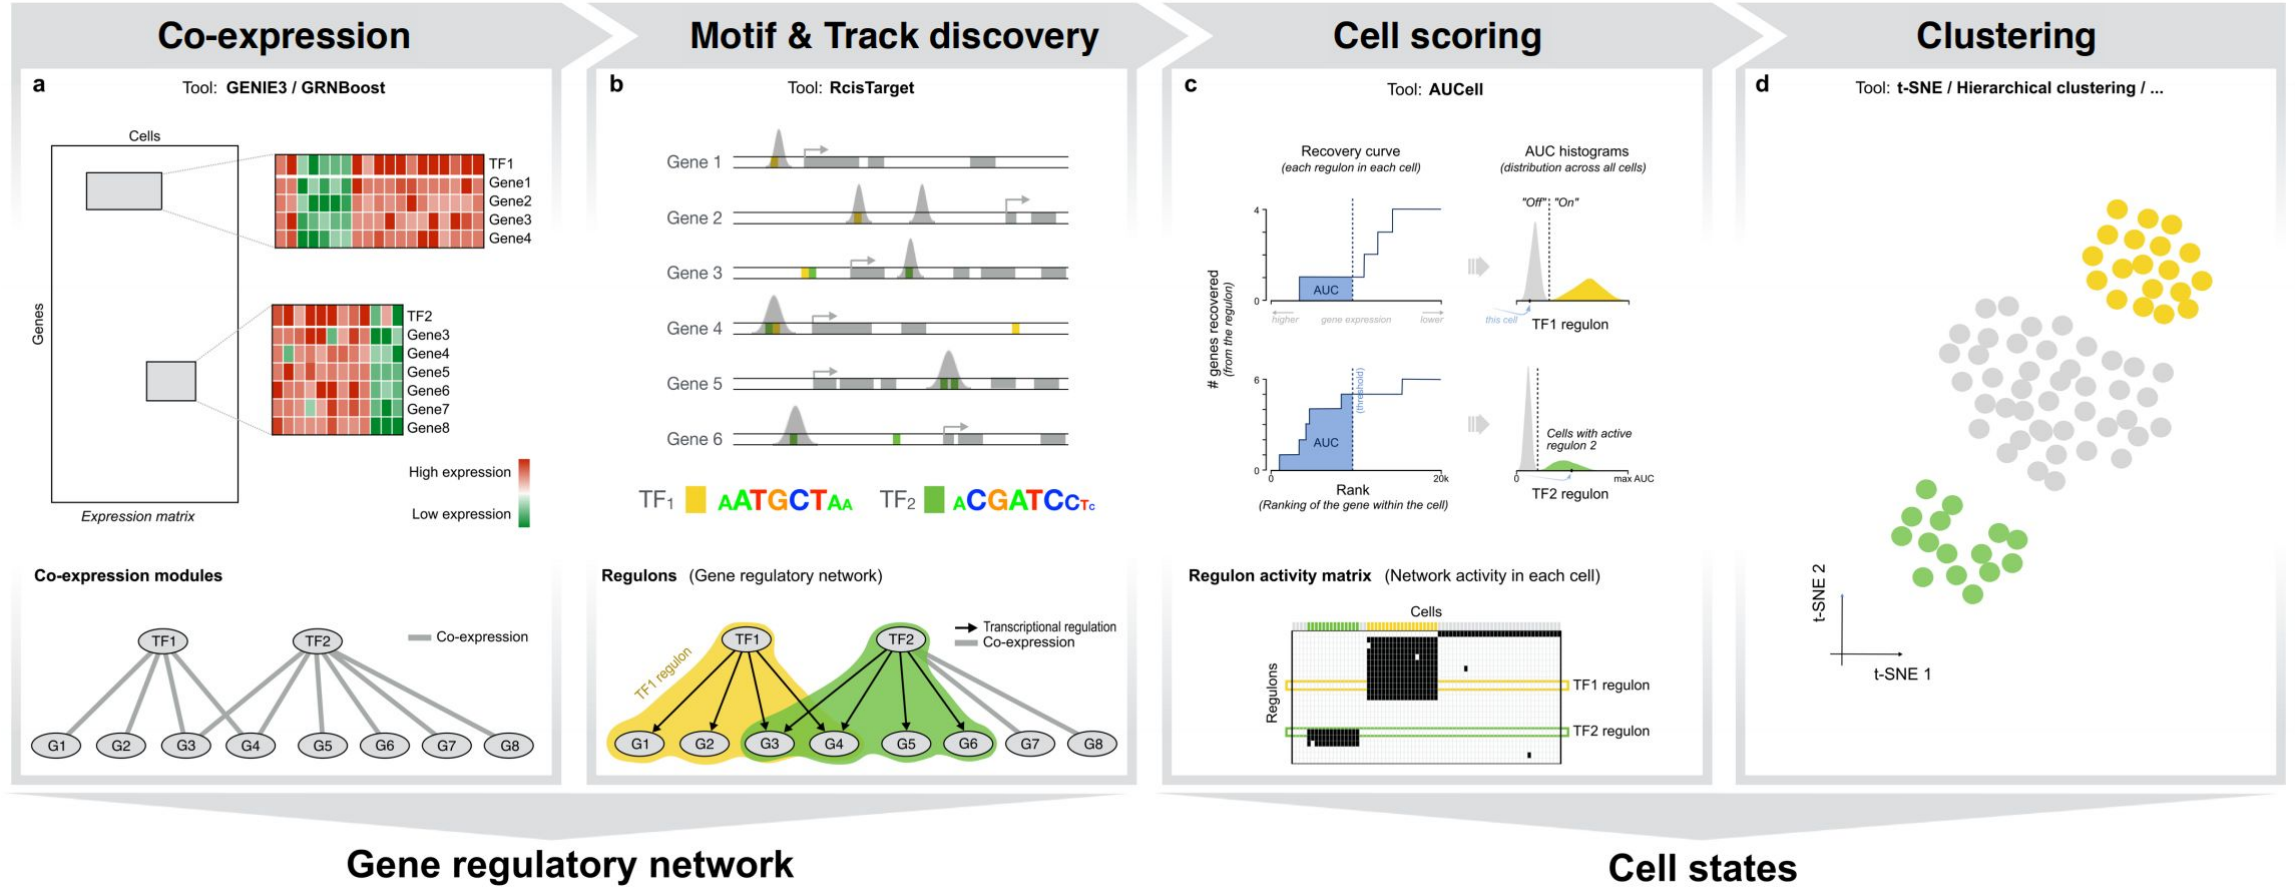 Co-expression
Motif & Track discovery
Cell scoring
Clustering
a
Tool: GENIE3 / GRNBoost
Cells
Genes
Expression matrix
TF1
Gene1
Gene2
Gene3
Gene4
TF2
Gene3
Gene4
Gene5
Gene6
Gene7
Gene8
High expression
Low expression
Co-expression modules
TF1
TF2
Co-expression
G1 G2 G3 G4 G5 G6 G7 G8
b
Tool: RcisTarget
Gene 1
Gene 2
Gene 3
Gene 4
Gene 5
Gene 6
TF1 AATGCTAA
TF2 ACGATCCTC
Regulons (Gene regulatory network)
TF1
TF2
Transcriptional regulation
Co-expression
TF1 regulon
G1 G2 G3 G4 G5 G6 G7 G8
c
Tool: AUCell
Recovery curve
(each regulon in each cell)
AUC histograms
(distribution across all cells)
# genes recovered
(from the regulon)
4
0
AUC
higher gene expression lower
"Off" "On"
this cell
TF1 regulon
6
0
AUC
(threshold)
0 20k
Rank
(Ranking of the gene within the cell)
Cells with active
regulon 2
0 max AUC
TF2 regulon
Regulon activity matrix (Network activity in each cell)
Cells
Regulons
TF1 regulon
TF2 regulon
d
Tool: t-SNE / Hierarchical clustering / ...
t-SNE 2
t-SNE 1
Gene regulatory network
Cell states